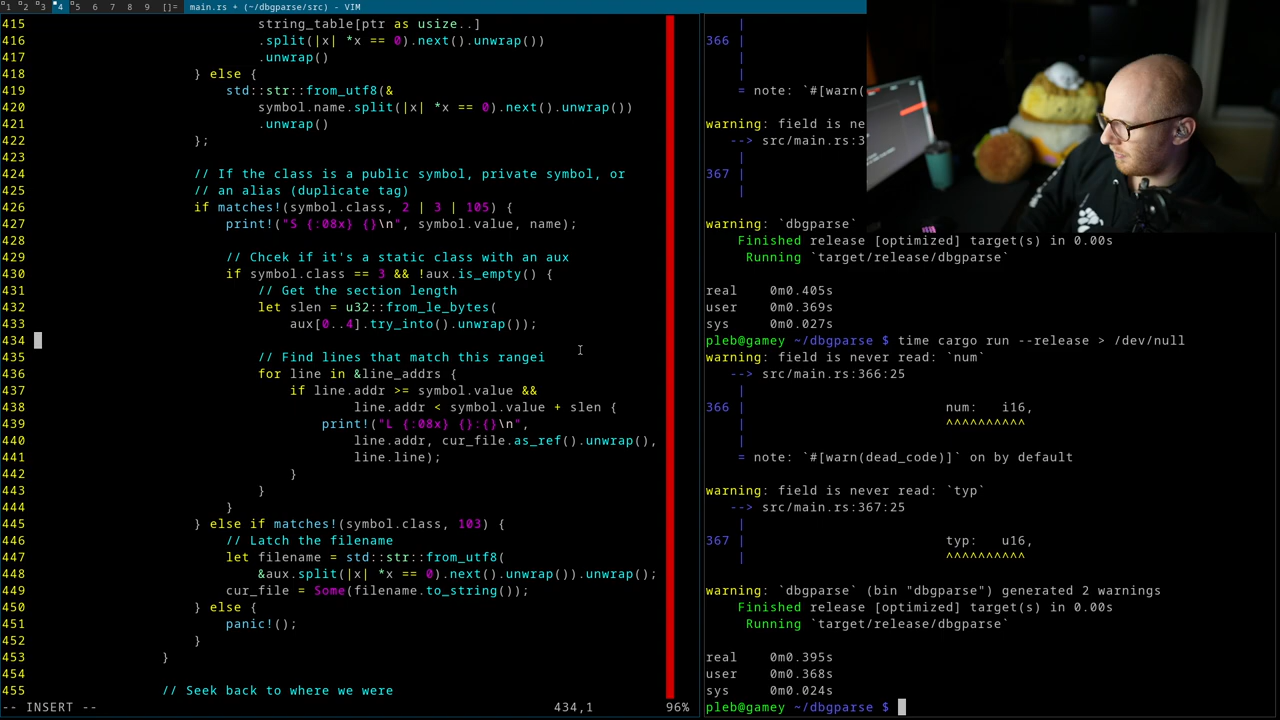 1 2 3 4 5 6 7 8 9 []= main.rs + (~/dbgparse/src) - VIM
415                             string_table[ptr as usize..]
416                             .split(|x| *x == 0).next().unwrap())
417                             .unwrap()
418                     } else {
419                         std::str::from_utf8(&
420                             symbol.name.split(|x| *x == 0).next().unwrap())
421                             .unwrap()
422                     };
423
424                     // If the class is a public symbol, private symbol, or
425                     // an alias (duplicate tag)
426                     if matches!(symbol.class, 2 | 3 | 105) {
427                         print!("S {:08x} {}\n", symbol.value, name);
428
429                         // Chcek if it's a static class with an aux
430                         if symbol.class == 3 && !aux.is_empty() {
431                             // Get the section length
432                             let slen = u32::from_le_bytes(
433                                 aux[0..4].try_into().unwrap());
434
435                             // Find lines that match this rangei
436                             for line in &line_addrs {
437                                 if line.addr >= symbol.value &&
438                                         line.addr < symbol.value + slen {
439                                     print!("L {:08x} {}:{}\n",
440                                         line.addr, cur_file.as_ref().unwrap(),
441                                         line.line);
442                                 }
443                             }
444                         }
445                     } else if matches!(symbol.class, 103) {
446                         // Latch the filename
447                         let filename = std::str::from_utf8(
448                             &aux.split(|x| *x == 0).next().unwrap()).unwrap();
449                         cur_file = Some(filename.to_string());
450                     } else {
451                         panic!();
452                     }
453                 }
454
455                 // Seek back to where we were
-- INSERT -- 434,1 96%
|
366 |
|
|
= note: `#[warn(
warning: field is ne
--> src/main.rs:3
|
367 |
|
warning: `dbgparse`
Finished release [optimized] target(s) in 0.00s
Running `target/release/dbgparse`
real 0m0.405s
user 0m0.369s
sys 0m0.027s
pleb@gamey ~/dbgparse $ time cargo run --release > /dev/null
warning: field is never read: `num`
--> src/main.rs:366:25
|
366 | num: i16,
| ^^^^^^^^^^
|
= note: `#[warn(dead_code)]` on by default
warning: field is never read: `typ`
--> src/main.rs:367:25
|
367 | typ: u16,
| ^^^^^^^^^^
warning: `dbgparse` (bin "dbgparse") generated 2 warnings
Finished release [optimized] target(s) in 0.00s
Running `target/release/dbgparse`
real 0m0.395s
user 0m0.368s
sys 0m0.024s
pleb@gamey ~/dbgparse $